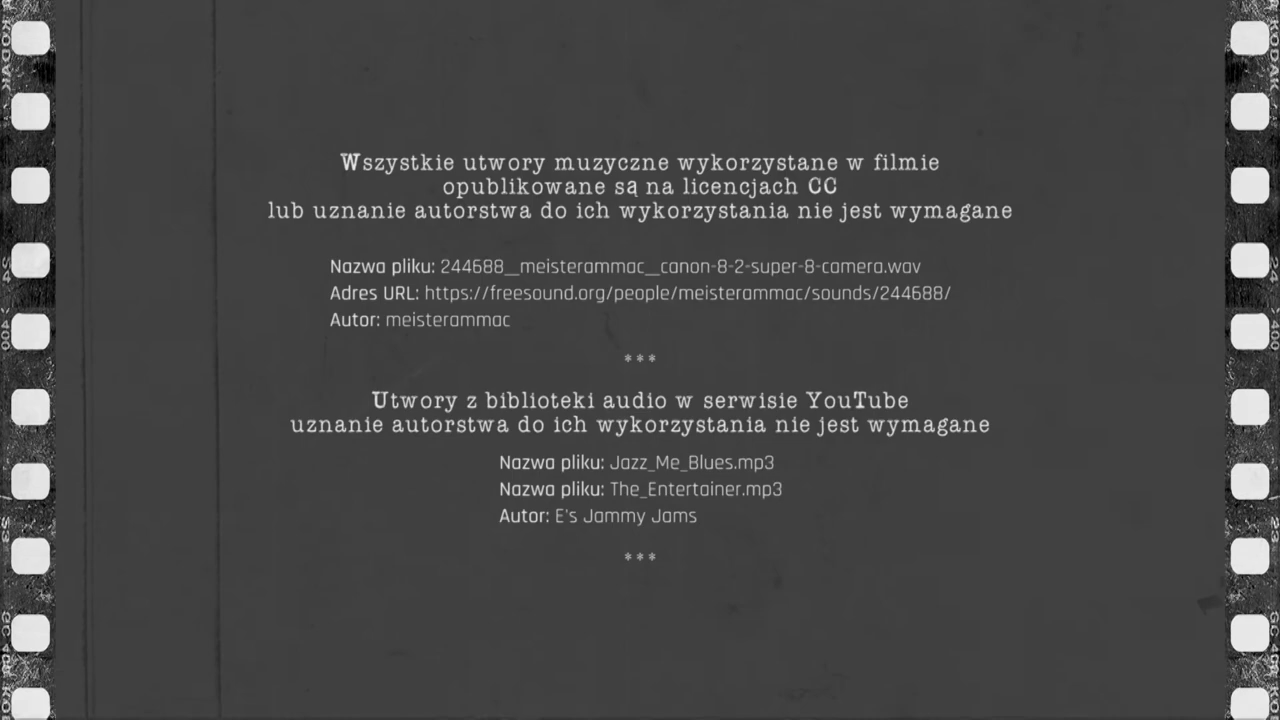 Wszystkie utwory muzyczne wykorzystane w filmie
opublikowane są na licencjach CC
lub uznanie autorstwa do ich wykorzystania nie jest wymagane
Nazwa pliku: 244688__meisterammac__canon-8-2-super-8-camera.wav
Adres URL: https://freesound.org/people/meisterammac/sounds/244688/
Autor: meisterammac
***
Utwory z biblioteki audio w serwisie YouTube
uznanie autorstwa do ich wykorzystania nie jest wymagane
Nazwa pliku: Jazz_Me_Blues.mp3
Nazwa pliku: The_Entertainer.mp3
Autor: E's Jammy Jams
***